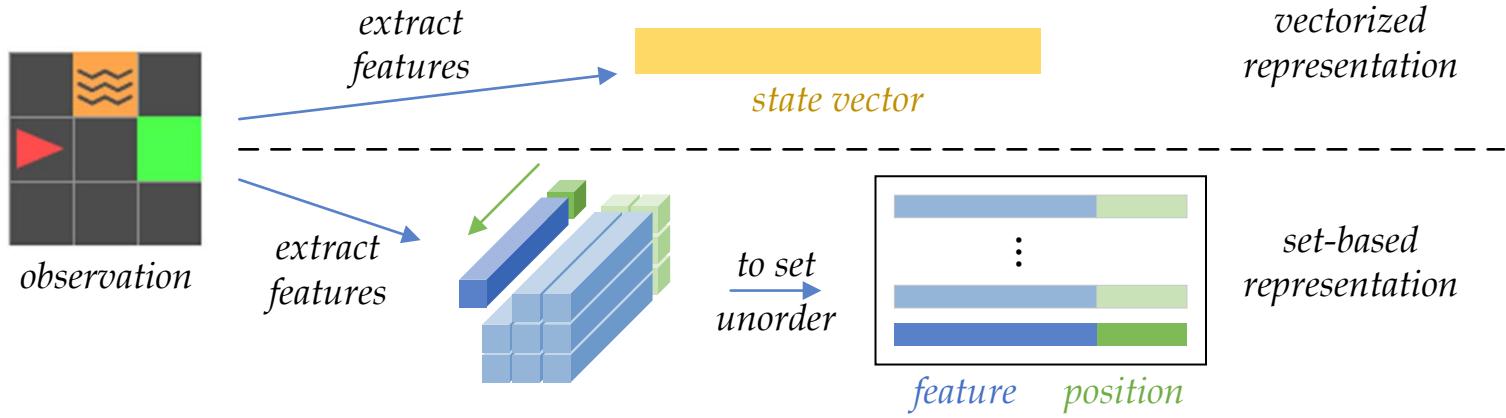 extract
features
state vector
vectorized
representation
observation
extract
features
to set
unorder
feature position
set-based
representation